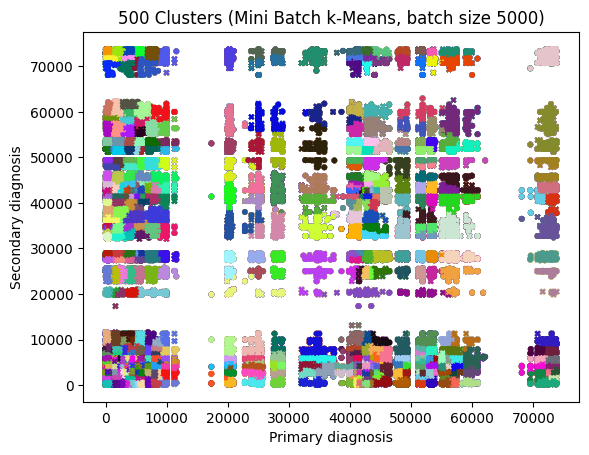 500 Clusters (Mini Batch k-Means, batch size 5000)
Secondary diagnosis
70000
60000
50000
40000
30000
20000
10000
0
0 10000 20000 30000 40000 50000 60000 70000
Primary diagnosis